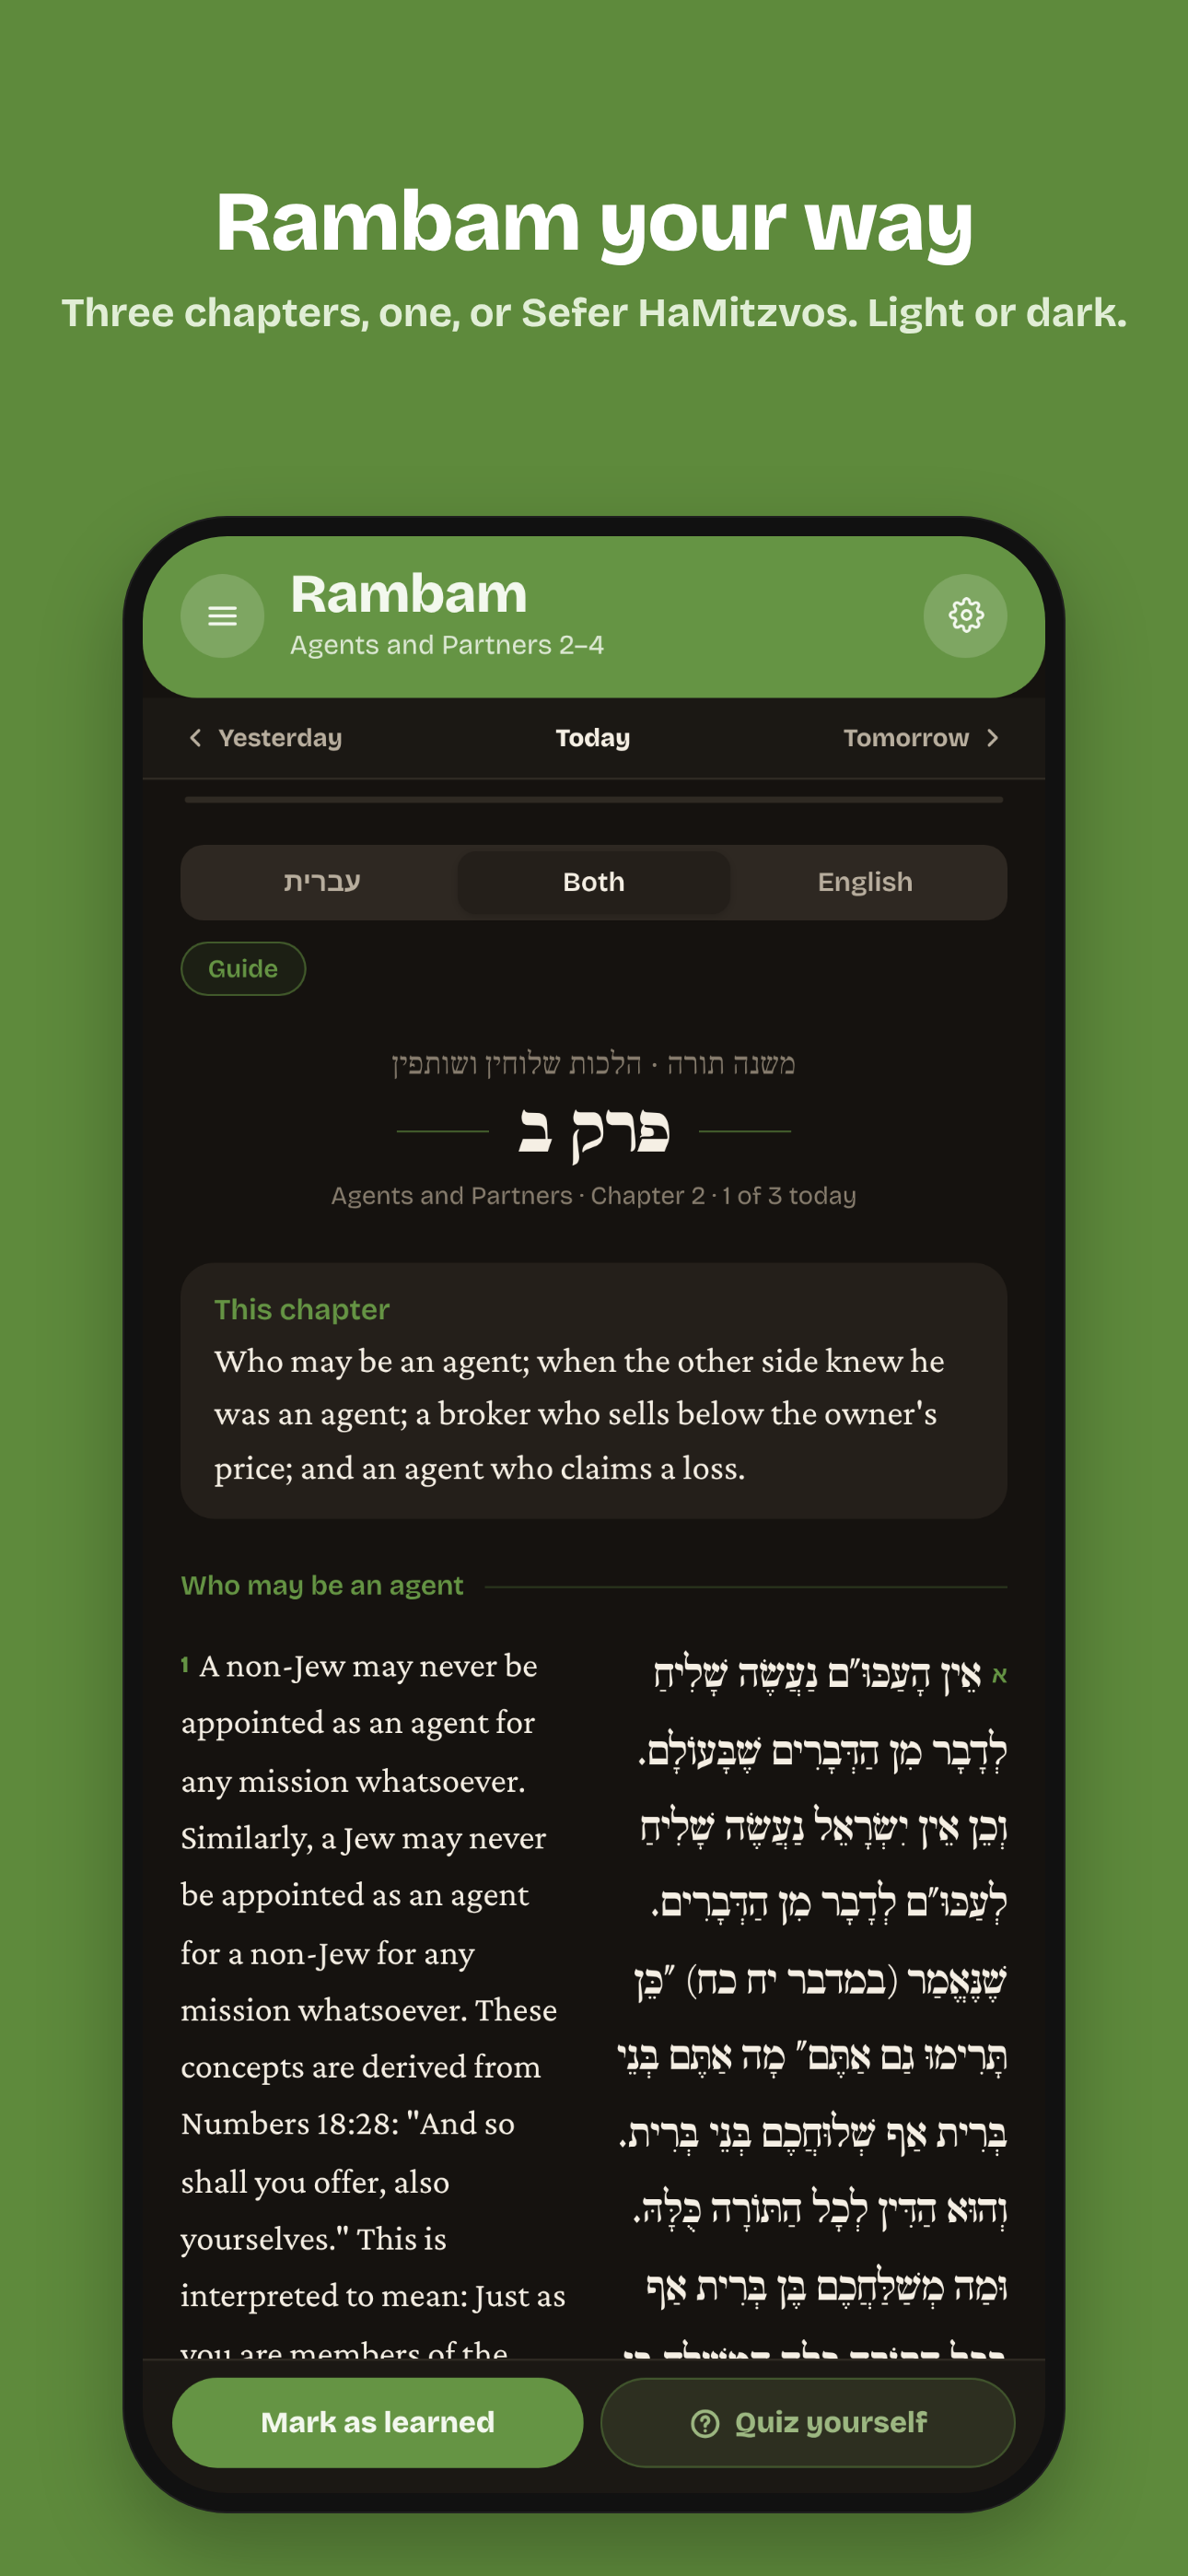 Rambam your way
Three chapters, one, or Sefer HaMitzvos. Light or dark.
Rambam
Agents and Partners 2–4
Yesterday
Today
Tomorrow
עברית
Both
English
Guide
משנה תורה · הלכות שלוחין ושותפין
פרק ב
Agents and Partners · Chapter 2 · 1 of 3 today
This chapter
Who may be an agent; when the other side knew he
was an agent; a broker who sells below the owner's
price; and an agent who claims a loss.
Who may be an agent
1 A non-Jew may never be
appointed as an agent for
any mission whatsoever.
Similarly, a Jew may never
be appointed as an agent
for a non-Jew for any
mission whatsoever. These
concepts are derived from
Numbers 18:28: "And so
shall you offer, also
yourselves." This is
interpreted to mean: Just as
you are members of the
א אֵין הָעַכּוּ"ם נַעֲשֶׂה שָׁלִיחַ
לְדָבָר מִן הַדְּבָרִים שֶׁבָּעוֹלָם.
וְכֵן אֵין יִשְׂרָאֵל נַעֲשֶׂה שָׁלִיחַ
לְעַכּוּ"ם לְדָבָר מִן הַדְּבָרִים.
שֶׁנֶּאֱמַר (במדבר יח כח) "כֵּן
תָּרִימוּ גַם אַתֶּם" מָה אַתֶּם בְּנֵי
בְּרִית אַף שְׁלוּחֲכֶם בְּנֵי בְּרִית.
וְהוּא הַדִּין לְכָל הַתּוֹרָה כֻּלָּהּ.
וּמַה מְשַׁלַּחֲכֶם בֶּן בְּרִית אַף
Mark as learned
Quiz yourself